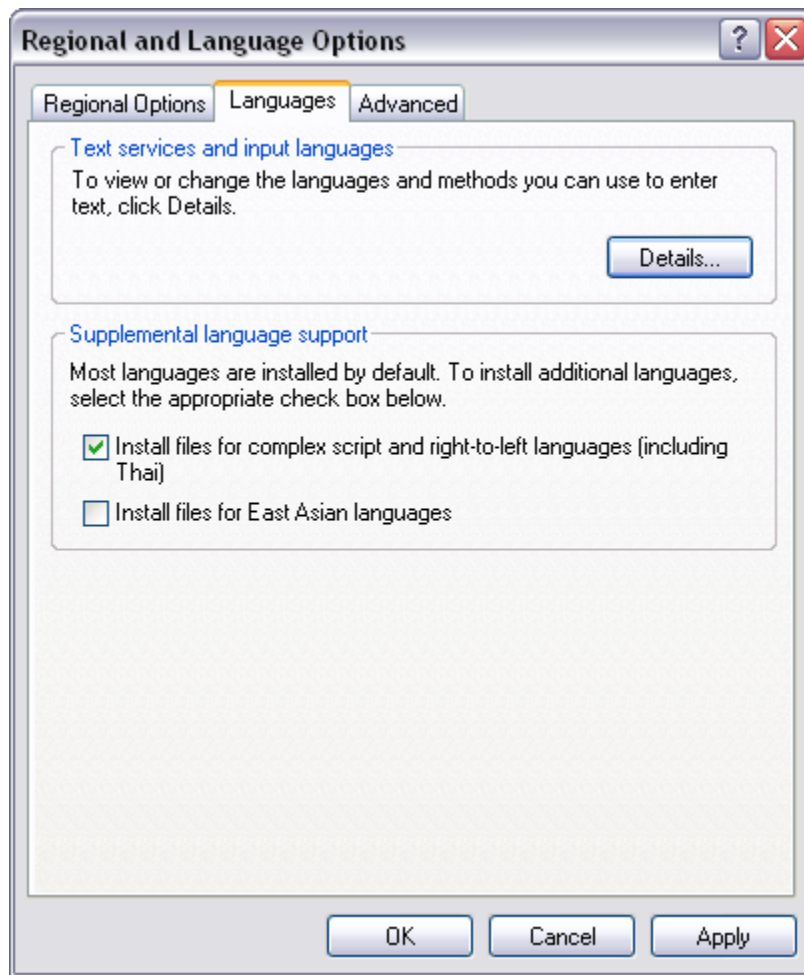 Regional and Language Options
Regional Options
Languages
Advanced
Text services and input languages
To view or change the languages and methods you can use to enter
text, click Details.
Details...
Supplemental language support
Most languages are installed by default. To install additional languages,
select the appropriate check box below.
Install files for complex script and right-to-left languages (including
Thai)
Install files for East Asian languages
OK
Cancel
Apply